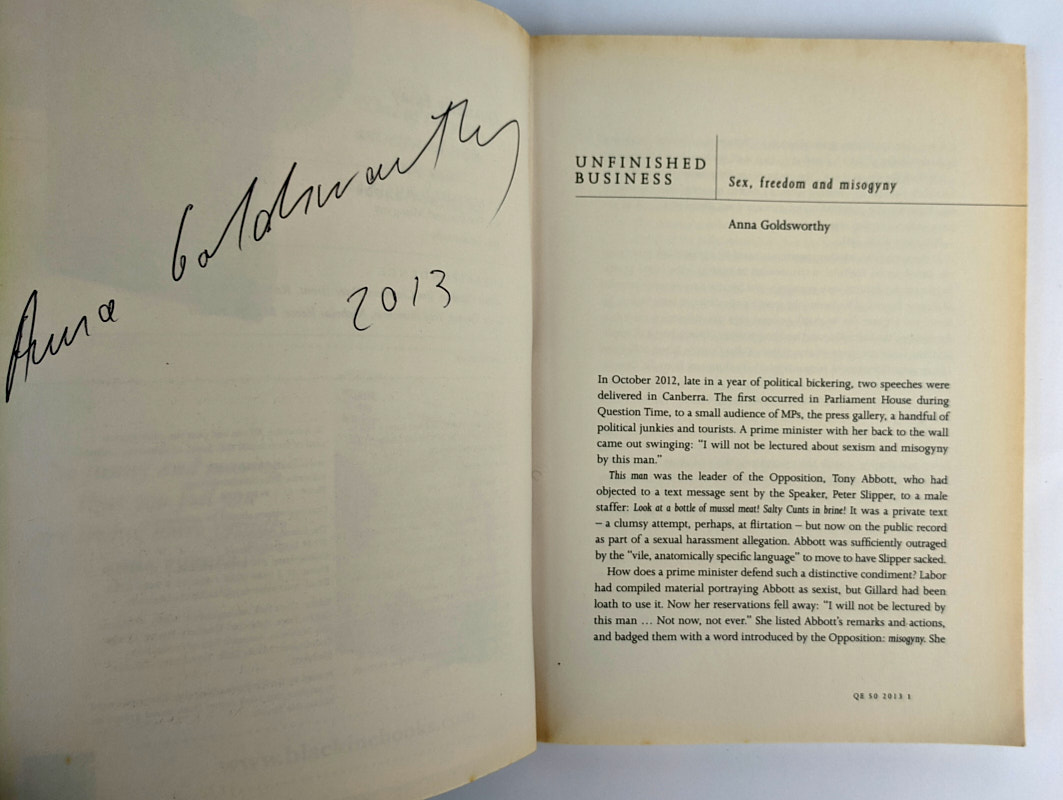 Anna Goldsworthy
2013
UNFINISHED
BUSINESS
Sex, freedom and misogyny
Anna Goldsworthy
In October 2012, late in a year of political bickering, two speeches were
delivered in Canberra. The first occurred in Parliament House during
Question Time, to a small audience of MPs, the press gallery, a handful of
political junkies and tourists. A prime minister with her back to the wall
came out swinging: “I will not be lectured about sexism and misogyny
by this man.”
This man was the leader of the Opposition, Tony Abbott, who had
objected to a text message sent by the Speaker, Peter Slipper, to a male
staffer: Look at a bottle of mussel meat! Salty Cunts in brine! It was a private text
– a clumsy attempt, perhaps, at flirtation – but now on the public record
as part of a sexual harassment allegation. Abbott was sufficiently outraged
by the “vile, anatomically specific language” to move to have Slipper sacked.
How does a prime minister defend such a distinctive condiment? Labor
had compiled material portraying Abbott as sexist, but Gillard had been
loath to use it. Now her reservations fell away: “I will not be lectured by
this man … Not now, not ever.” She listed Abbott’s remarks and actions,
and badged them with a word introduced by the Opposition: misogyny. She
QE 50 2013 1